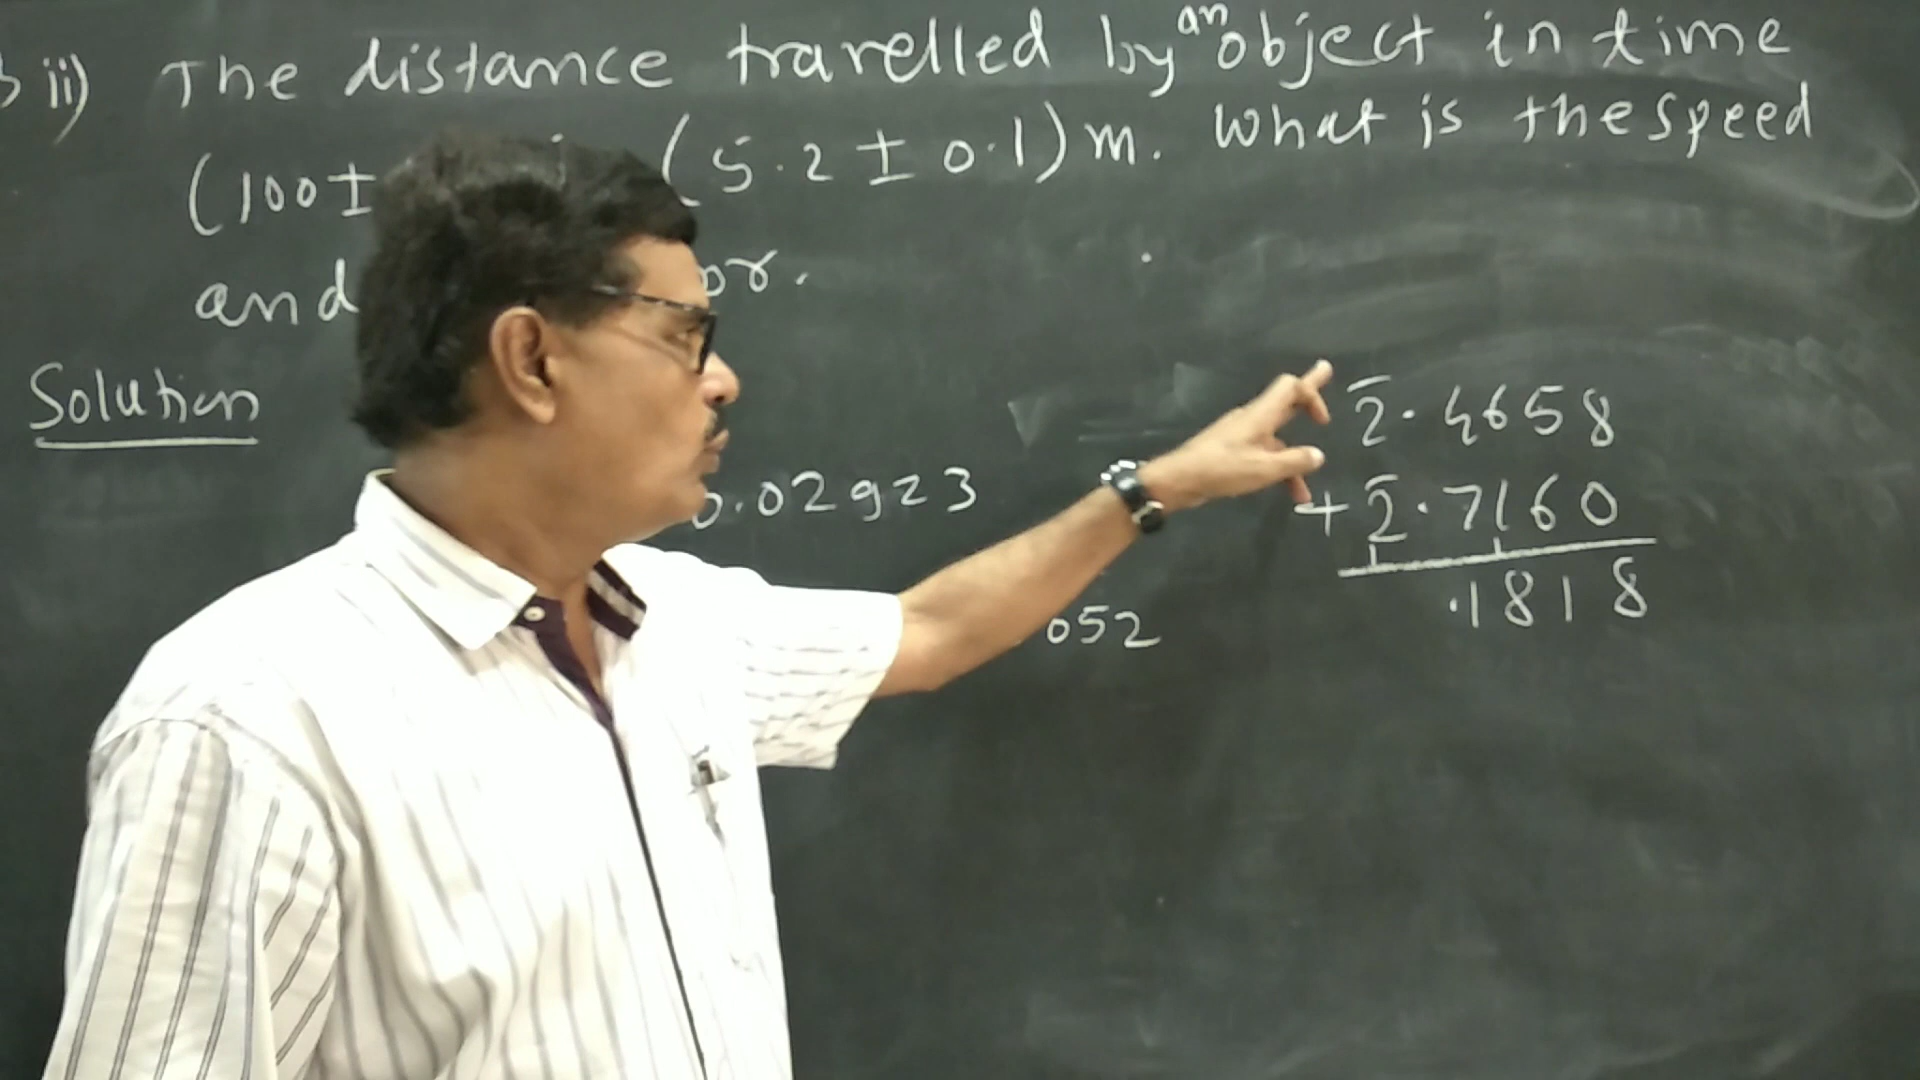 ii) The distance travelled by an object in time
(100 ± (5.2 ± 0.1) m. What is the speed
and or.
Solution
0.02923
052
2̅.4658
+ 2̅.7160
.1818